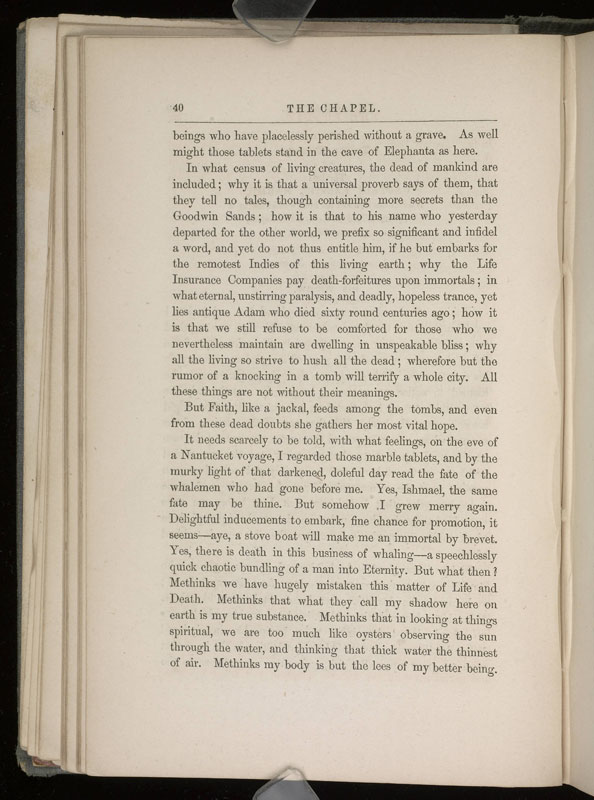 40 THE CHAPEL.
beings who have placelessly perished without a grave. As well
might those tablets stand in the cave of Elephanta as here.
In what census of living creatures, the dead of mankind are
included; why it is that a universal proverb says of them, that
they tell no tales, though containing more secrets than the
Goodwin Sands; how it is that to his name who yesterday
departed for the other world, we prefix so significant and infidel
a word, and yet do not thus entitle him, if he but embarks for
the remotest Indies of this living earth; why the Life
Insurance Companies pay death-forfeitures upon immortals; in
what eternal, unstirring paralysis, and deadly, hopeless trance, yet
lies antique Adam who died sixty round centuries ago; how it
is that we still refuse to be comforted for those who we
nevertheless maintain are dwelling in unspeakable bliss; why
all the living so strive to hush all the dead; wherefore but the
rumor of a knocking in a tomb will terrify a whole city. All
these things are not without their meanings.
But Faith, like a jackal, feeds among the tombs, and even
from these dead doubts she gathers her most vital hope.
It needs scarcely to be told, with what feelings, on the eve of
a Nantucket voyage, I regarded those marble tablets, and by the
murky light of that darkened, doleful day read the fate of the
whalemen who had gone before me. Yes, Ishmael, the same
fate may be thine. But somehow I grew merry again.
Delightful inducements to embark, fine chance for promotion, it
seems—aye, a stove boat will make me an immortal by brevet.
Yes, there is death in this business of whaling—a speechlessly
quick chaotic bundling of a man into Eternity. But what then?
Methinks we have hugely mistaken this matter of Life and
Death. Methinks that what they call my shadow here on
earth is my true substance. Methinks that in looking at things
spiritual, we are too much like oysters observing the sun
through the water, and thinking that thick water the thinnest
of air. Methinks my body is but the lees of my better being.